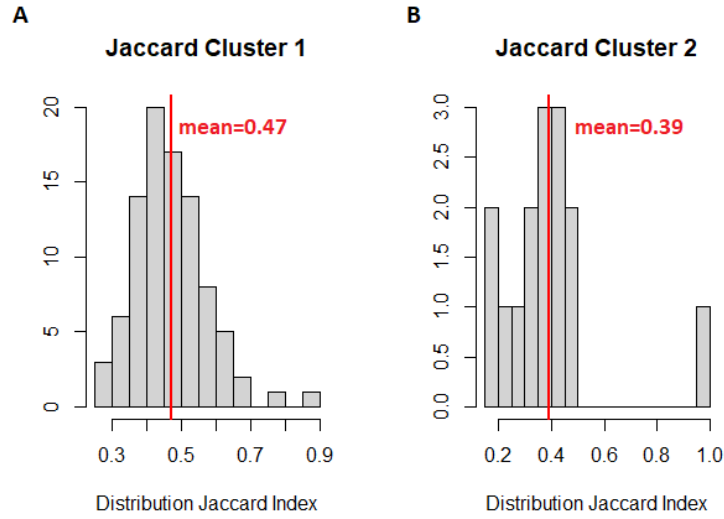 A
Jaccard Cluster 1
mean=0.47
20
15
10
5
0
0.3 0.5 0.7 0.9
Distribution Jaccard Index
B
Jaccard Cluster 2
mean=0.39
3.0
2.5
2.0
1.5
1.0
0.5
0.0
0.2 0.4 0.6 0.8 1.0
Distribution Jaccard Index